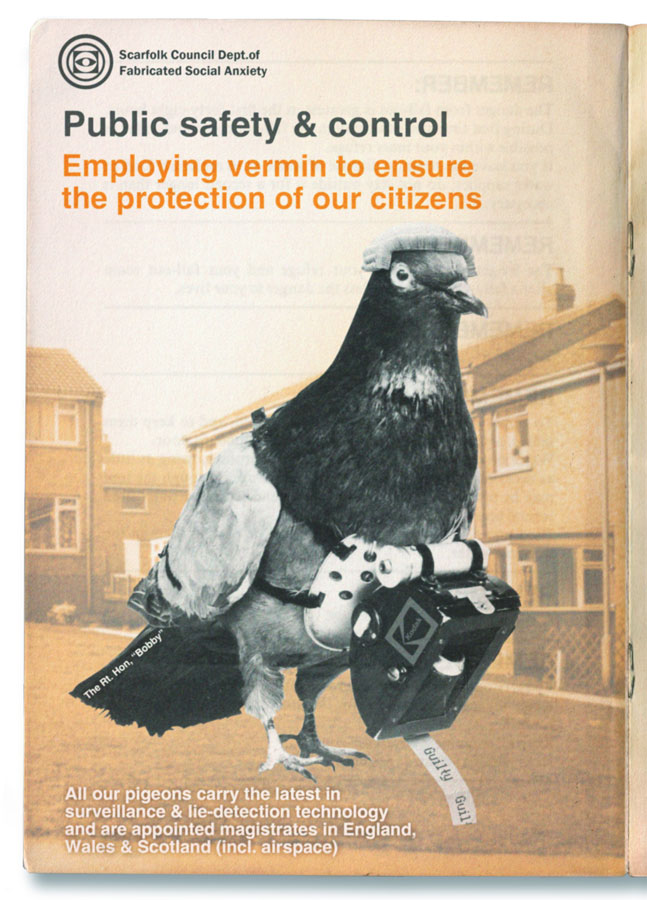 Scarfolk Council Dept.of
Fabricated Social Anxiety
Public safety & control
Employing vermin to ensure
the protection of our citizens
The Rt. Hon, "Bobby"
Guilty Guil
All our pigeons carry the latest in
surveillance & lie-detection technology
and are appointed magistrates in England,
Wales & Scotland (incl. airspace)